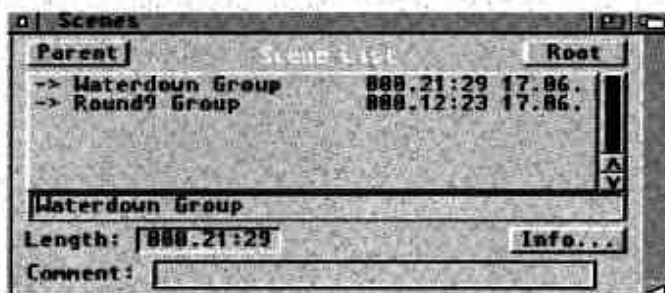 Scenes
Parent Scene List Root
-> Waterdown Group 000.21:29 17.06.
-> Round9 Group 000.12:23 17.06.
Waterdown Group
Length: 000.21:29 Info...
Comment: